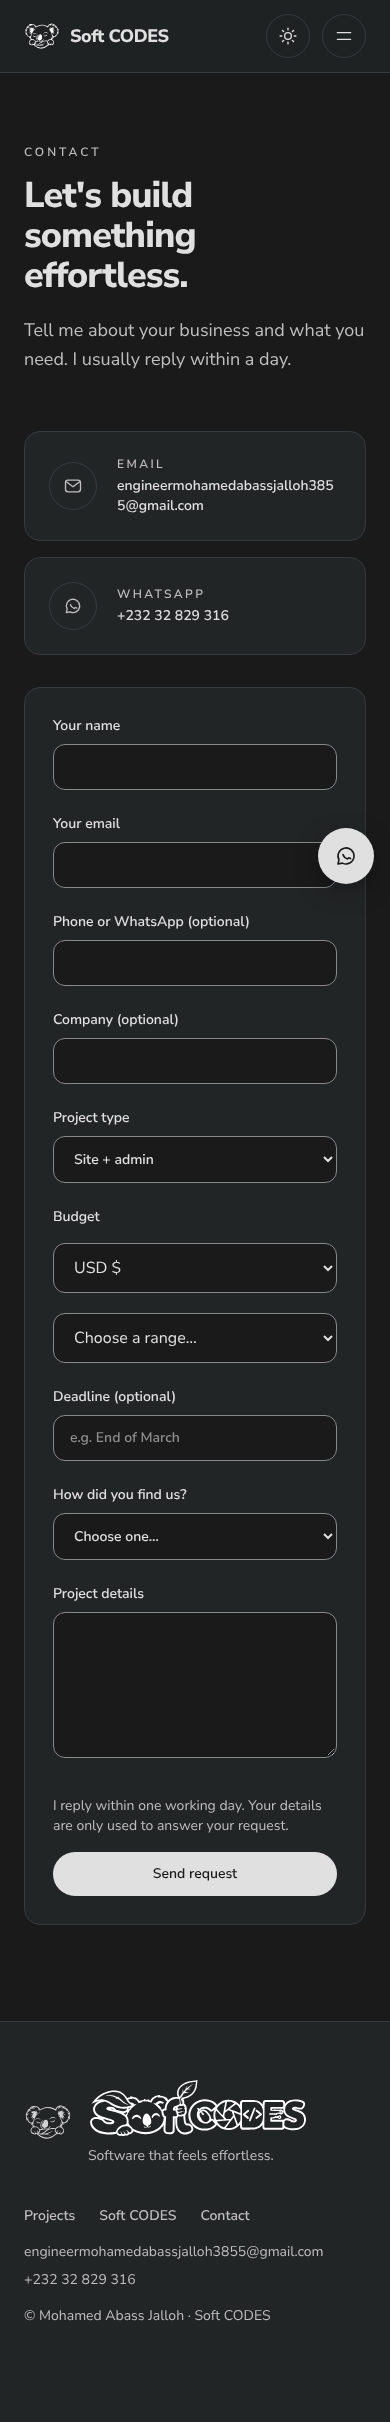 Soft CODES
CONTACT
Let's build
something
effortless.
Tell me about your business and what you
need. I usually reply within a day.
EMAIL
engineermohamedabassjalloh385
5@gmail.com
WHATSAPP
+232 32 829 316
Your name
Your email
Phone or WhatsApp (optional)
Company (optional)
Project type
Site + admin
Budget
USD $
Choose a range...
Deadline (optional)
e.g. End of March
How did you find us?
Choose one...
Project details
I reply within one working day. Your details
are only used to answer your request.
Send request
Soft CODES
Software that feels effortless.
Projects Soft CODES Contact
engineermohamedabassjalloh3855@gmail.com
+232 32 829 316
© Mohamed Abass Jalloh · Soft CODES